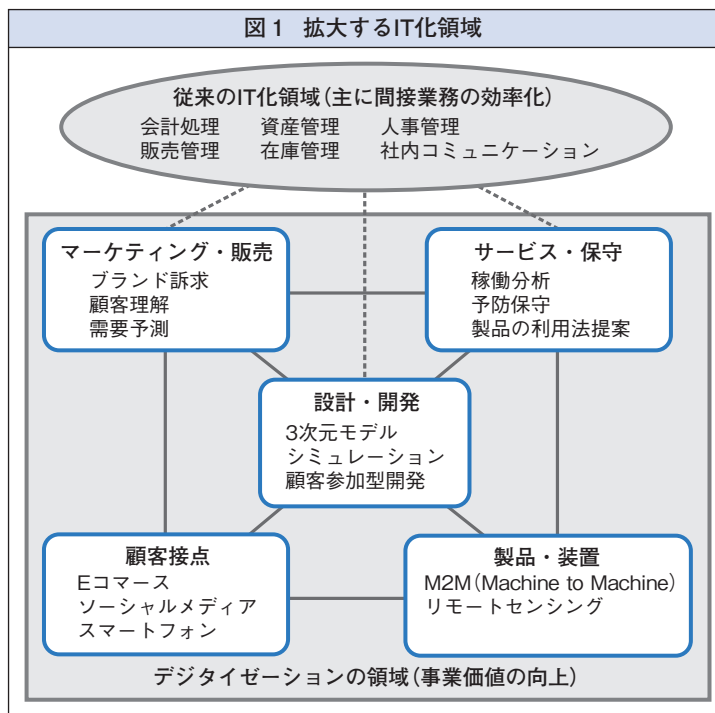 図1 拡大するIT化領域
従来のIT化領域(主に間接業務の効率化)
会計処理 資産管理 人事管理
販売管理 在庫管理 社内コミュニケーション
マーケティング・販売
ブランド訴求
顧客理解
需要予測
サービス・保守
稼働分析
予防保守
製品の利用法提案
設計・開発
3次元モデル
シミュレーション
顧客参加型開発
顧客接点
Eコマース
ソーシャルメディア
スマートフォン
製品・装置
M2M(Machine to Machine)
リモートセンシング
デジタイゼーションの領域(事業価値の向上)